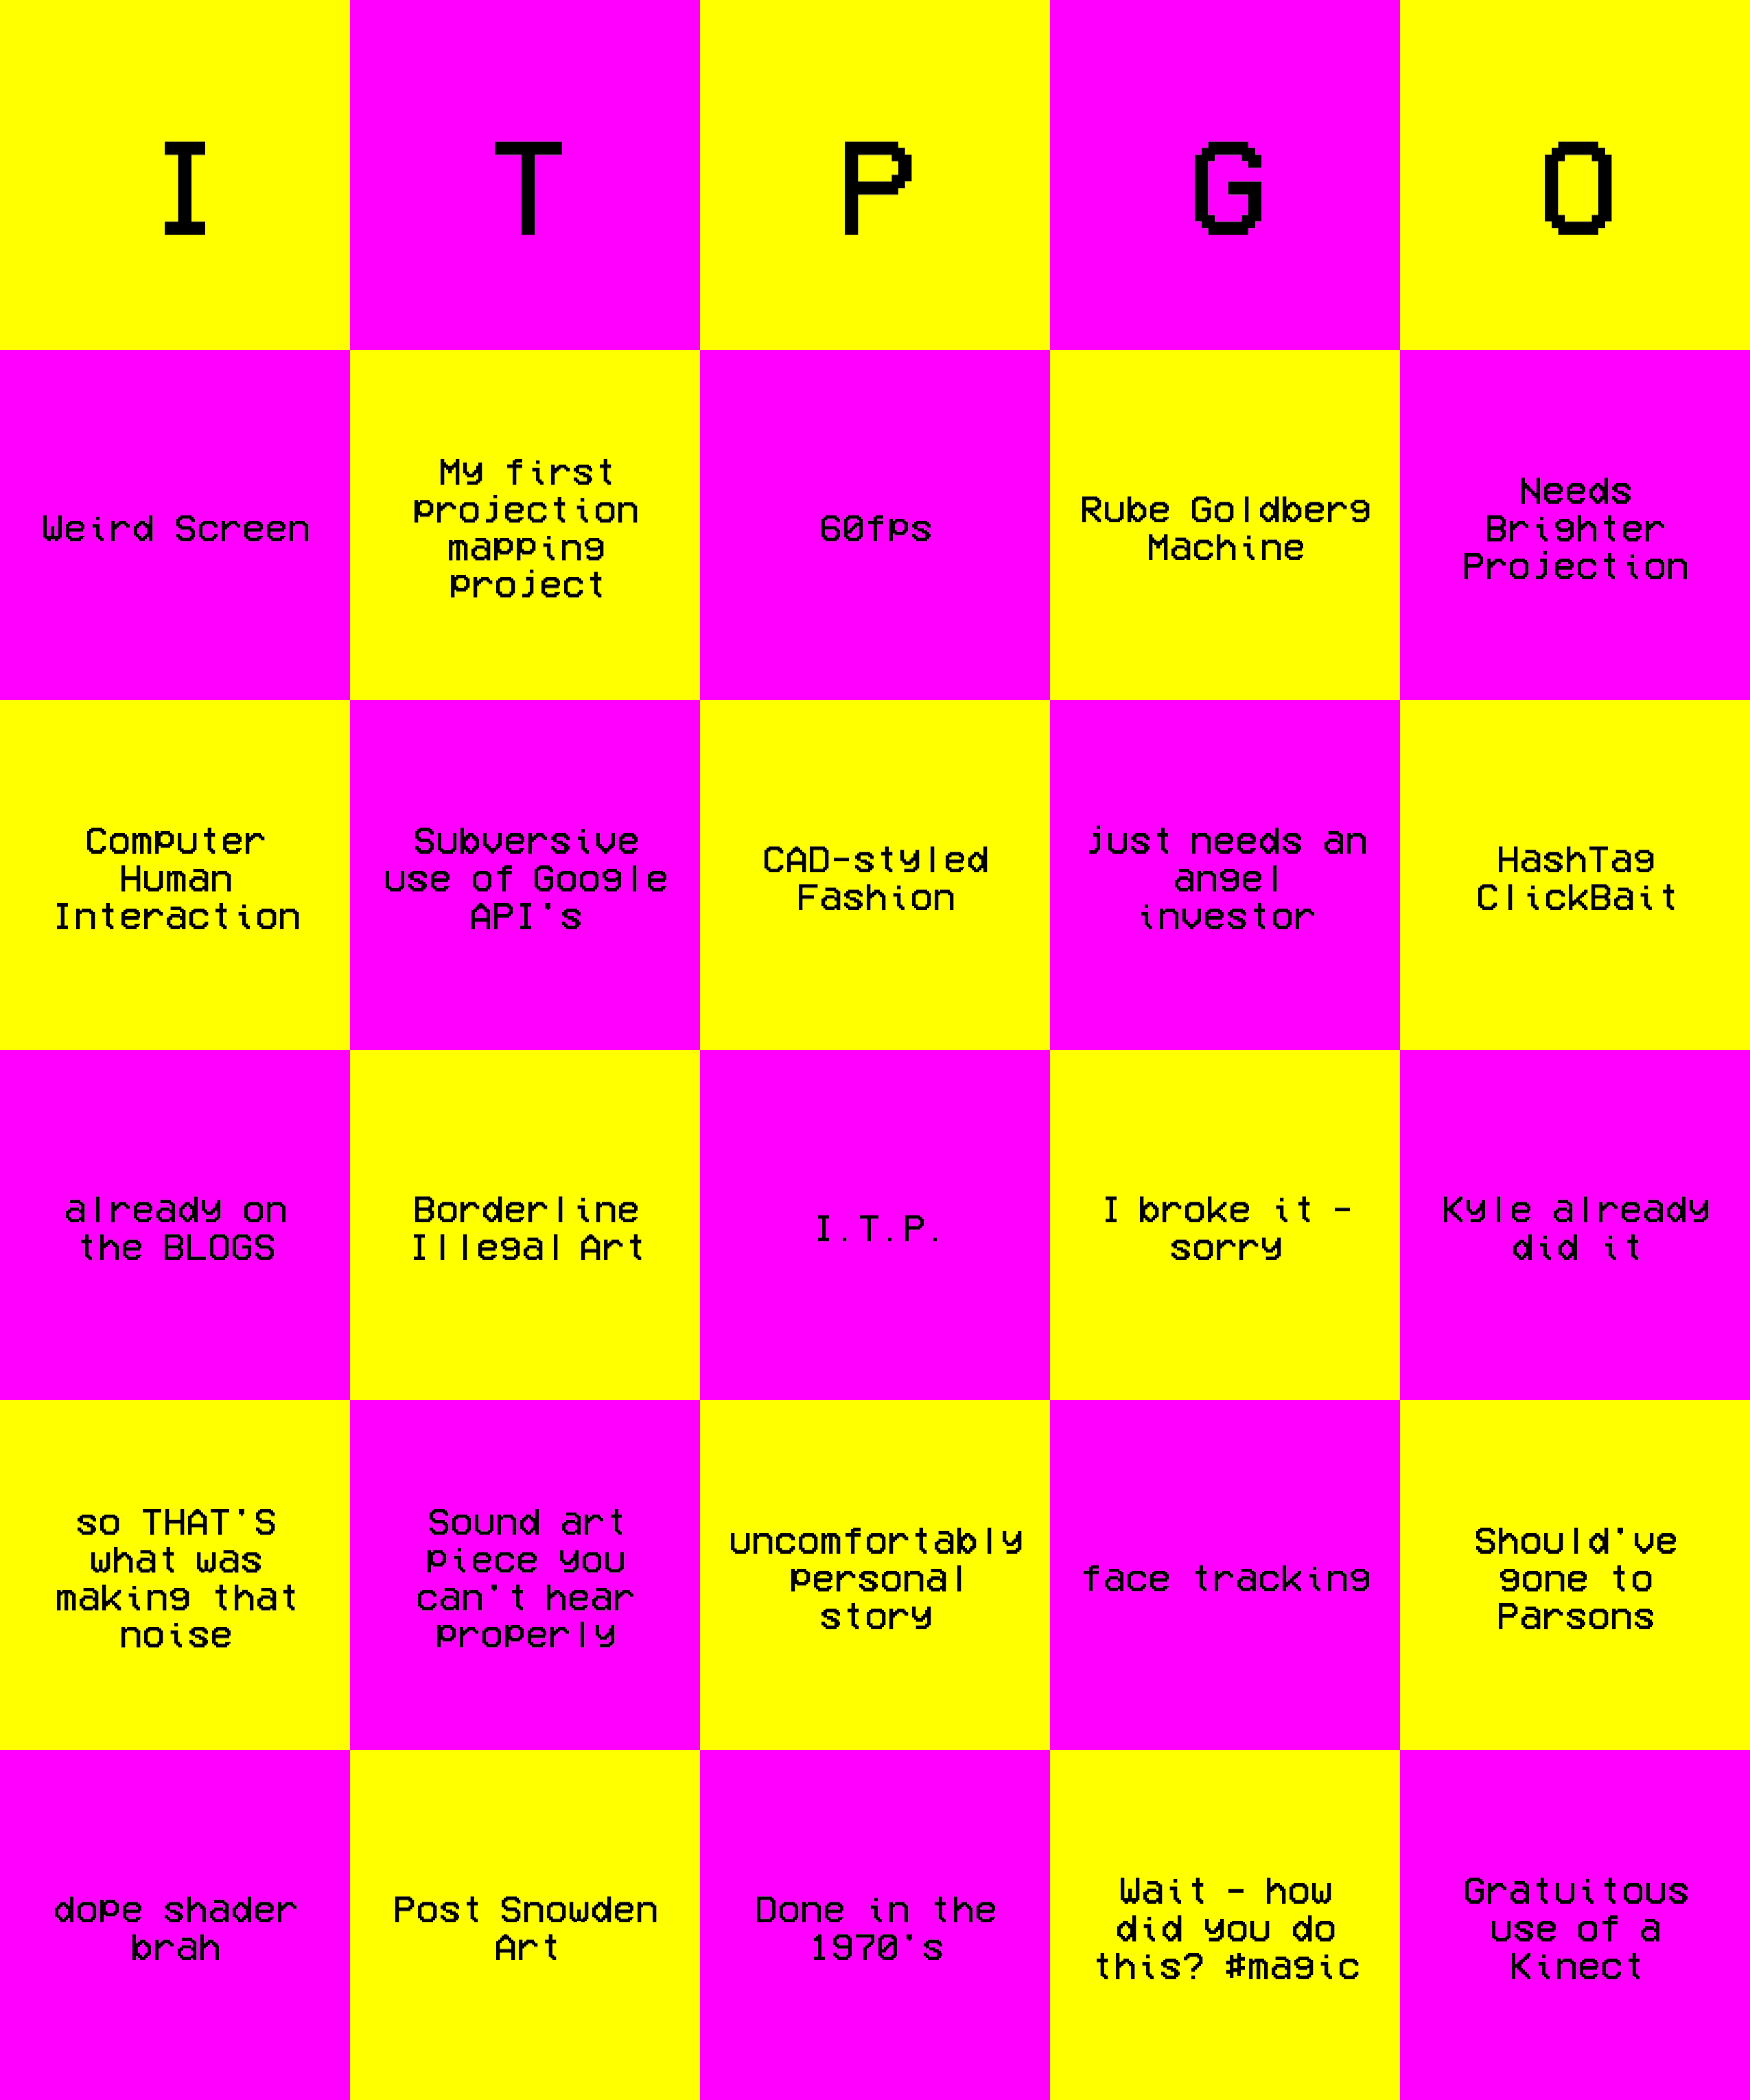 I T P G O
Weird Screen
My first
projection
mapping
project
60fps
Rube Goldberg
Machine
Needs
Brighter
Projection
Computer
Human
Interaction
Subversive
use of Google
API's
CAD-styled
Fashion
just needs an
angel
investor
HashTag
ClickBait
already on
the BLOGS
Borderline
Illegal Art
I.T.P.
I broke it -
sorry
Kyle already
did it
so THAT'S
what was
making that
noise
Sound art
piece you
can't hear
properly
uncomfortably
personal
story
face tracking
Should've
gone to
Parsons
dope shader
brah
Post Snowden
Art
Done in the
1970's
Wait - how
did you do
this? #magic
Gratuitous
use of a
Kinect